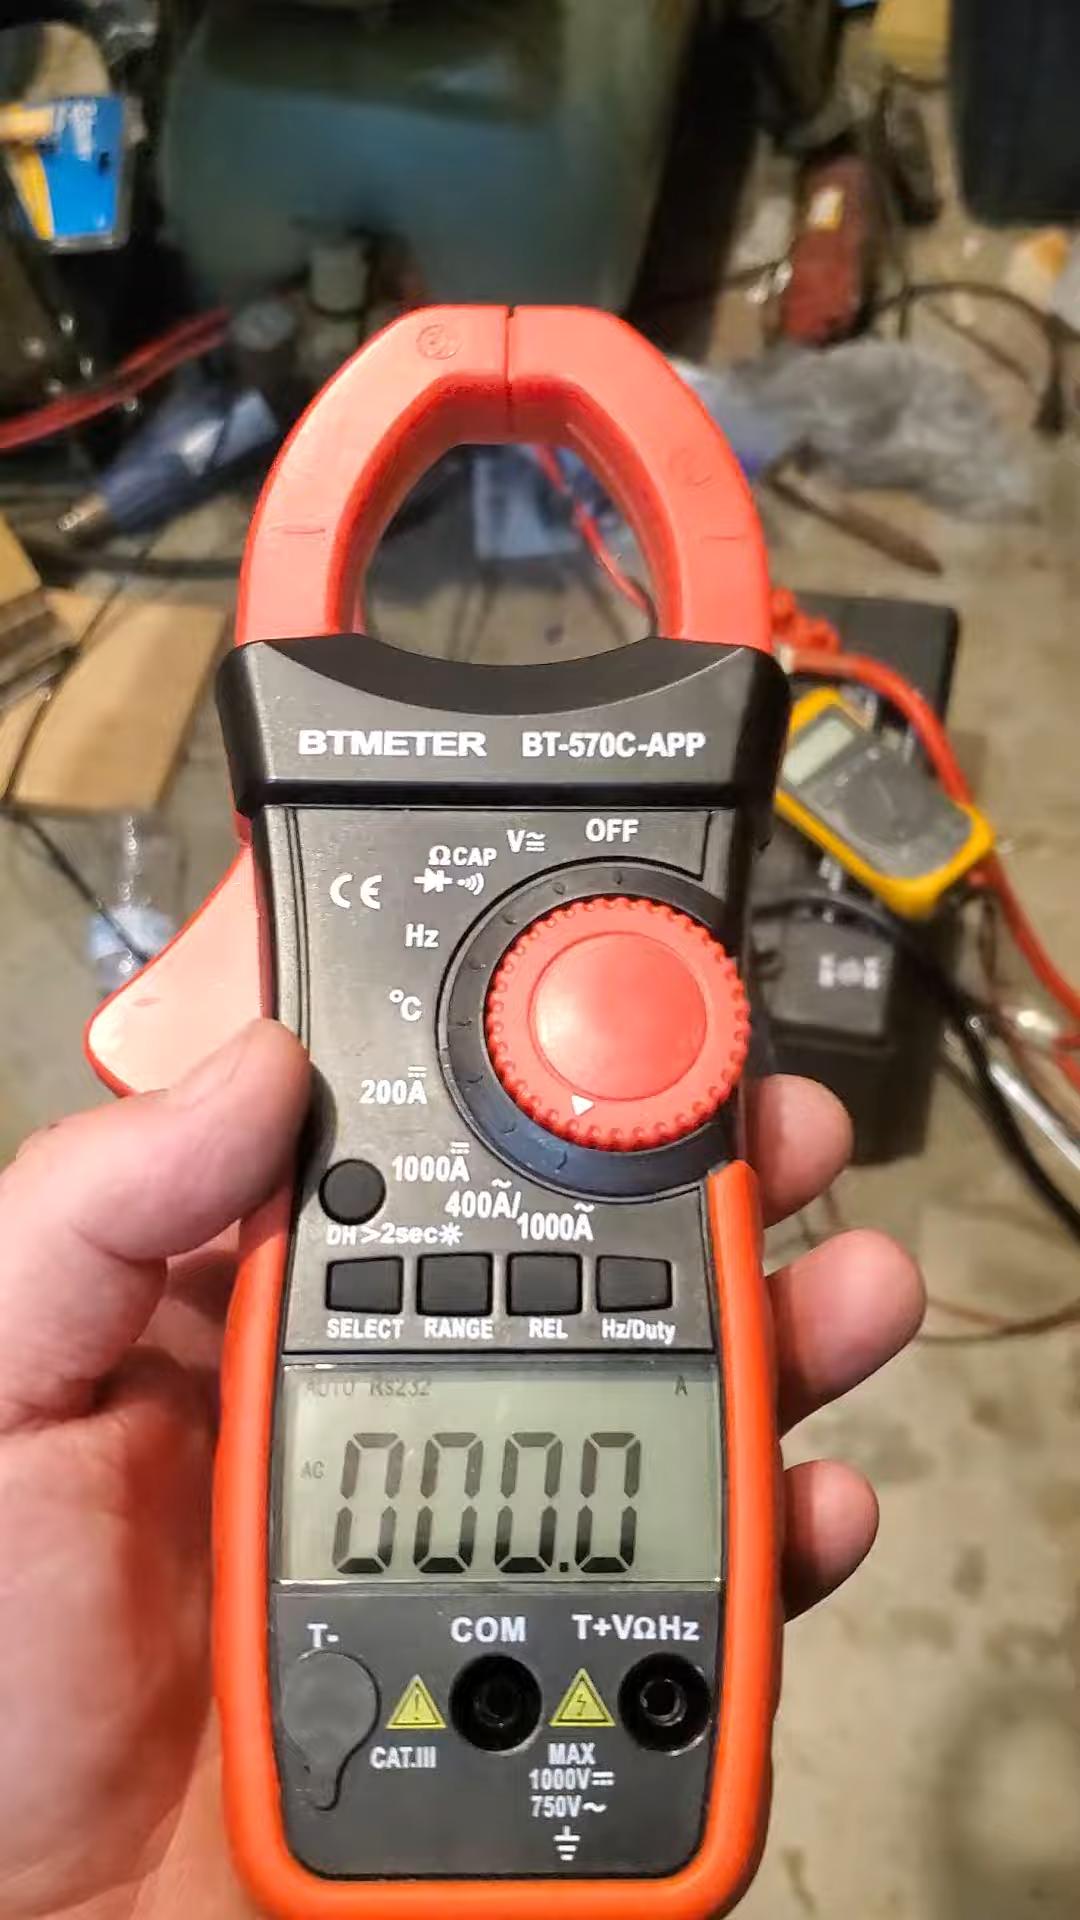 BTMETER BT-570C-APP
OFF
V≂
ΩCAP
CE
Hz
°C
200A
1000A
400A/
1000A
DH >2sec
SELECT RANGE REL Hz/Duty
AUTO RS232 A
AC
000.0
T- COM T+VΩHz
CAT.III
MAX
1000V
750V~